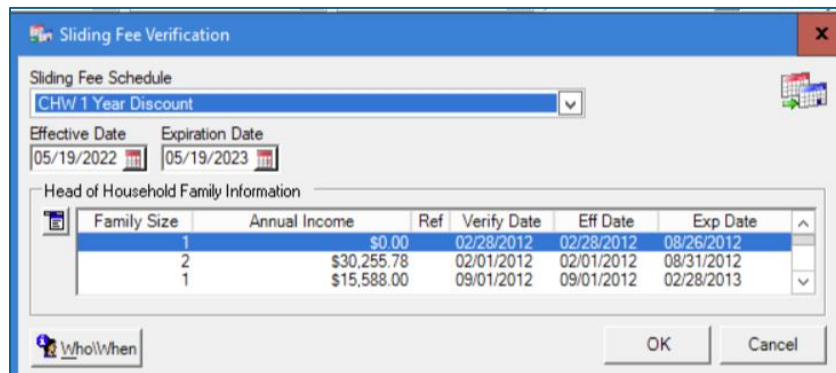 Sliding Fee Verification
x
Sliding Fee Schedule
CHW 1 Year Discount
Effective Date Expiration Date
05/19/2022 05/19/2023
Head of Household Family Information
Family Size Annual Income Ref Verify Date Eff Date Exp Date
1 $0.00 02/28/2012 02/28/2012 08/26/2012
2 $30,255.78 02/01/2012 02/01/2012 08/31/2012
1 $15,588.00 09/01/2012 09/01/2012 02/28/2013
Who\When OK Cancel